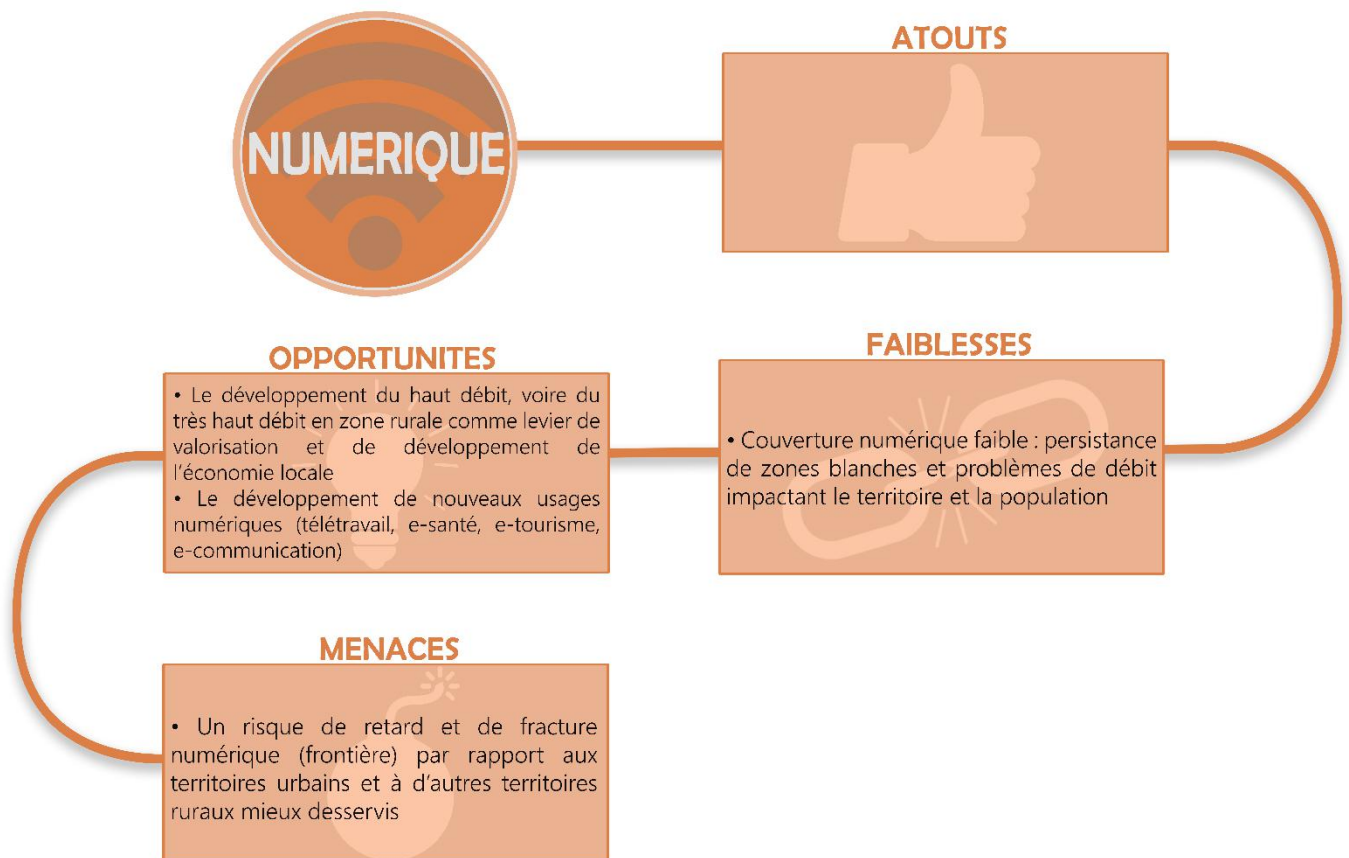 NUMERIQUE
ATOUTS
FAIBLESSES
• Couverture numérique faible : persistance
de zones blanches et problèmes de débit
impactant le territoire et la population
OPPORTUNITES
• Le développement du haut débit, voire du
très haut débit en zone rurale comme levier de
valorisation et de développement de
l'économie locale
• Le développement de nouveaux usages
numériques (télétravail, e-santé, e-tourisme,
e-communication)
MENACES
• Un risque de retard et de fracture
numérique (frontière) par rapport aux
territoires urbains et à d'autres territoires
ruraux mieux desservis